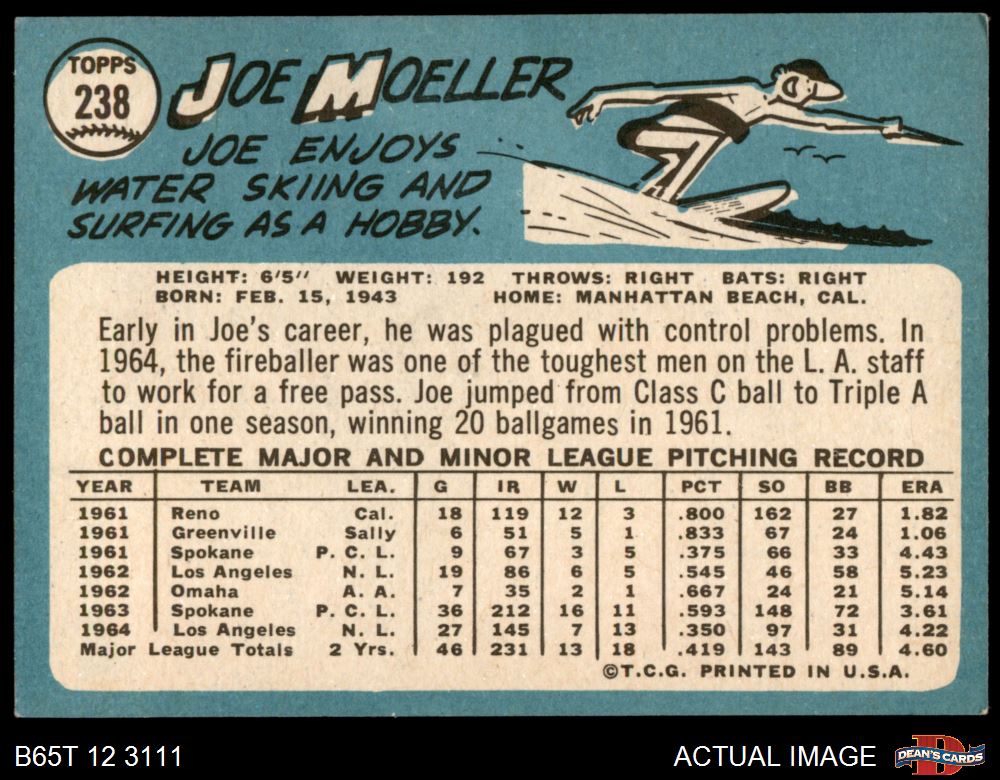 TOPPS
238
JOE MOELLER
JOE ENJOYS
WATER SKIING AND
SURFING AS A HOBBY.
HEIGHT: 6'5" WEIGHT: 192 THROWS: RIGHT BATS: RIGHT
BORN: FEB. 15, 1943 HOME: MANHATTAN BEACH, CAL.
Early in Joe's career, he was plagued with control problems. In
1964, the fireballer was one of the toughest men on the L. A. staff
to work for a free pass. Joe jumped from Class C ball to Triple A
ball in one season, winning 20 ballgames in 1961.
COMPLETE MAJOR AND MINOR LEAGUE PITCHING RECORD
YEAR TEAM LEA. G IR W L PCT SO BB ERA
1961 Reno Cal. 18 119 12 3 .800 162 27 1.82
1961 Greenville Sally 6 51 5 1 .833 67 24 1.06
1961 Spokane P. C. L. 9 67 3 5 .375 66 33 4.43
1962 Los Angeles N. L. 19 86 6 5 .545 46 58 5.23
1962 Omaha A. A. 7 35 2 1 .667 24 21 5.14
1963 Spokane P. C. L. 36 212 16 11 .593 148 72 3.61
1964 Los Angeles N. L. 27 145 7 13 .350 97 31 4.22
Major League Totals 2 Yrs. 46 231 13 18 .419 143 89 4.60
©T.C.G. PRINTED IN U.S.A.
B65T 12 3111 ACTUAL IMAGE DEAN'S CARDS